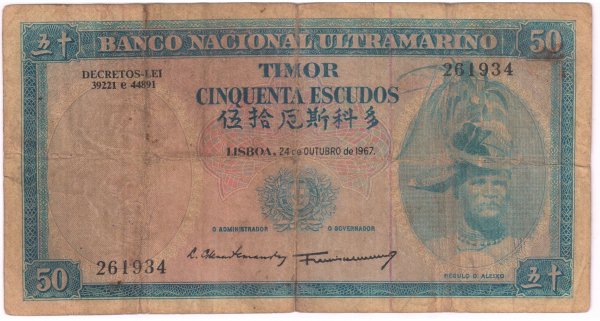 五十 BANCO NACIONAL ULTRAMARINO 50
DECRETOS-LEI
39221 e 44891
TIMOR
261934
CINQUENTA ESCUDOS
伍拾厄斯科多
LISBOA, 24 de OUTUBRO de 1967.
O ADMINISTRADOR O GOVERNADOR
261934
RÉGULO D. ALEIXO
50 五十